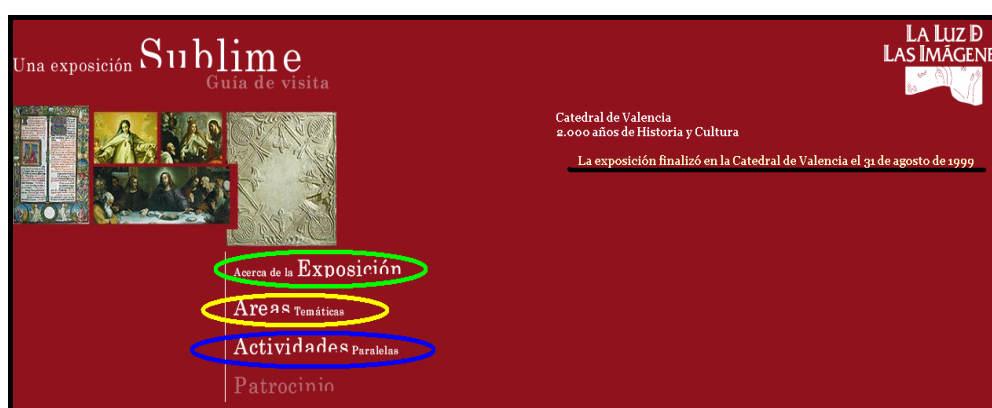 Una exposición Sublime
Guía de visita
LA LUZ D
LAS IMÁGENE
Catedral de Valencia
2.000 años de Historia y Cultura
La exposición finalizó en la Catedral de Valencia el 31 de agosto de 1999
Acerca de la Exposición
Areas Temáticas
Actividades Paralelas
Patrocinio